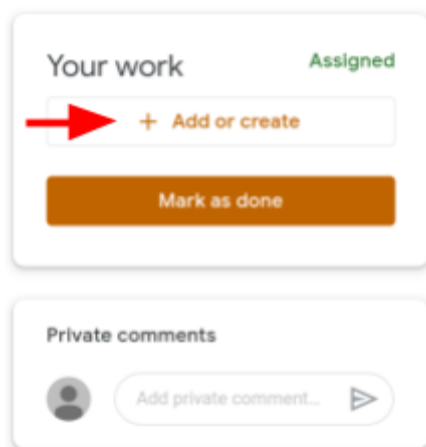 Your work
Assigned
+ Add or create
Mark as done
Private comments
Add private comment...